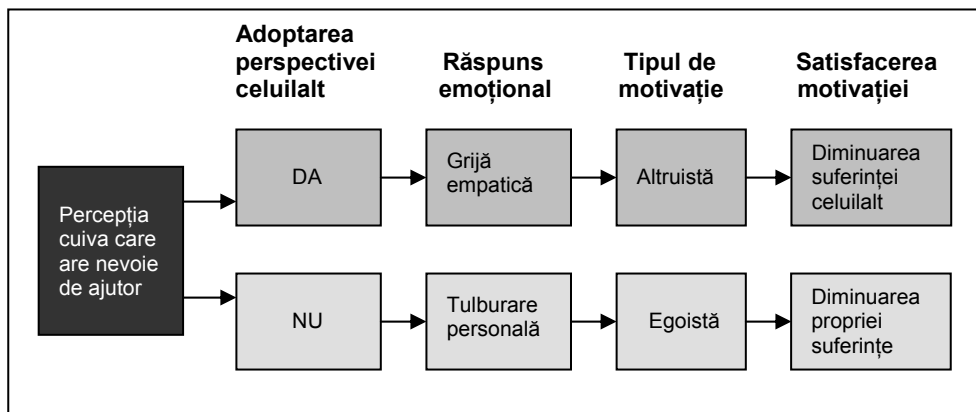 Adoptarea
perspectivei
celuilalt
Răspuns
emoțional
Tipul de
motivație
Satisfacerea
motivației
Percepția
cuiva care
are nevoie
de ajutor
DA
Grijă
empatică
Altruistă
Diminuarea
suferinței
celuilalt
NU
Tulburare
personală
Egoistă
Diminuarea
propriei
suferințe